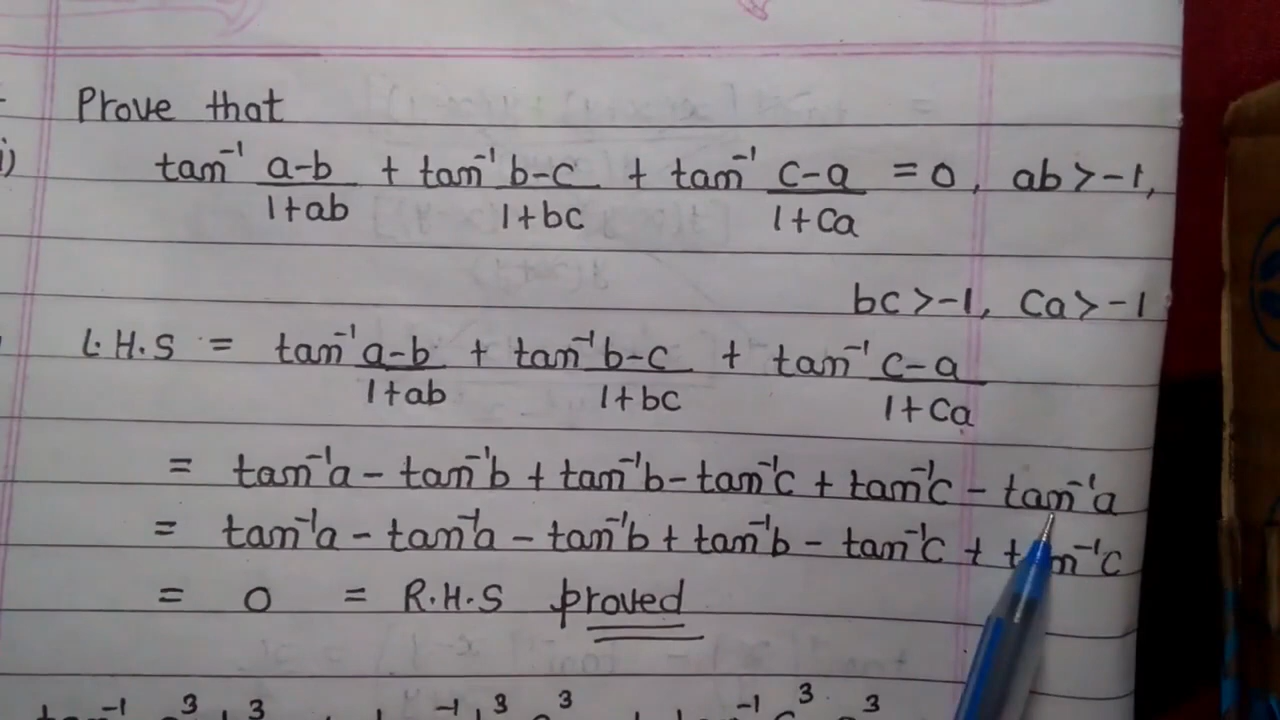 Prove that
i) tan⁻¹ a-b/1+ab + tan⁻¹ b-c/1+bc + tan⁻¹ c-a/1+ca = 0, ab > -1,
bc > -1, ca > -1
L.H.S = tan⁻¹ a-b/1+ab + tan⁻¹ b-c/1+bc + tan⁻¹ c-a/1+ca
= tan⁻¹a - tan⁻¹b + tan⁻¹b - tan⁻¹c + tan⁻¹c - tan⁻¹a
= tan⁻¹a - tan⁻¹a - tan⁻¹b + tan⁻¹b - tan⁻¹c + tan⁻¹c
= 0 = R.H.S proved